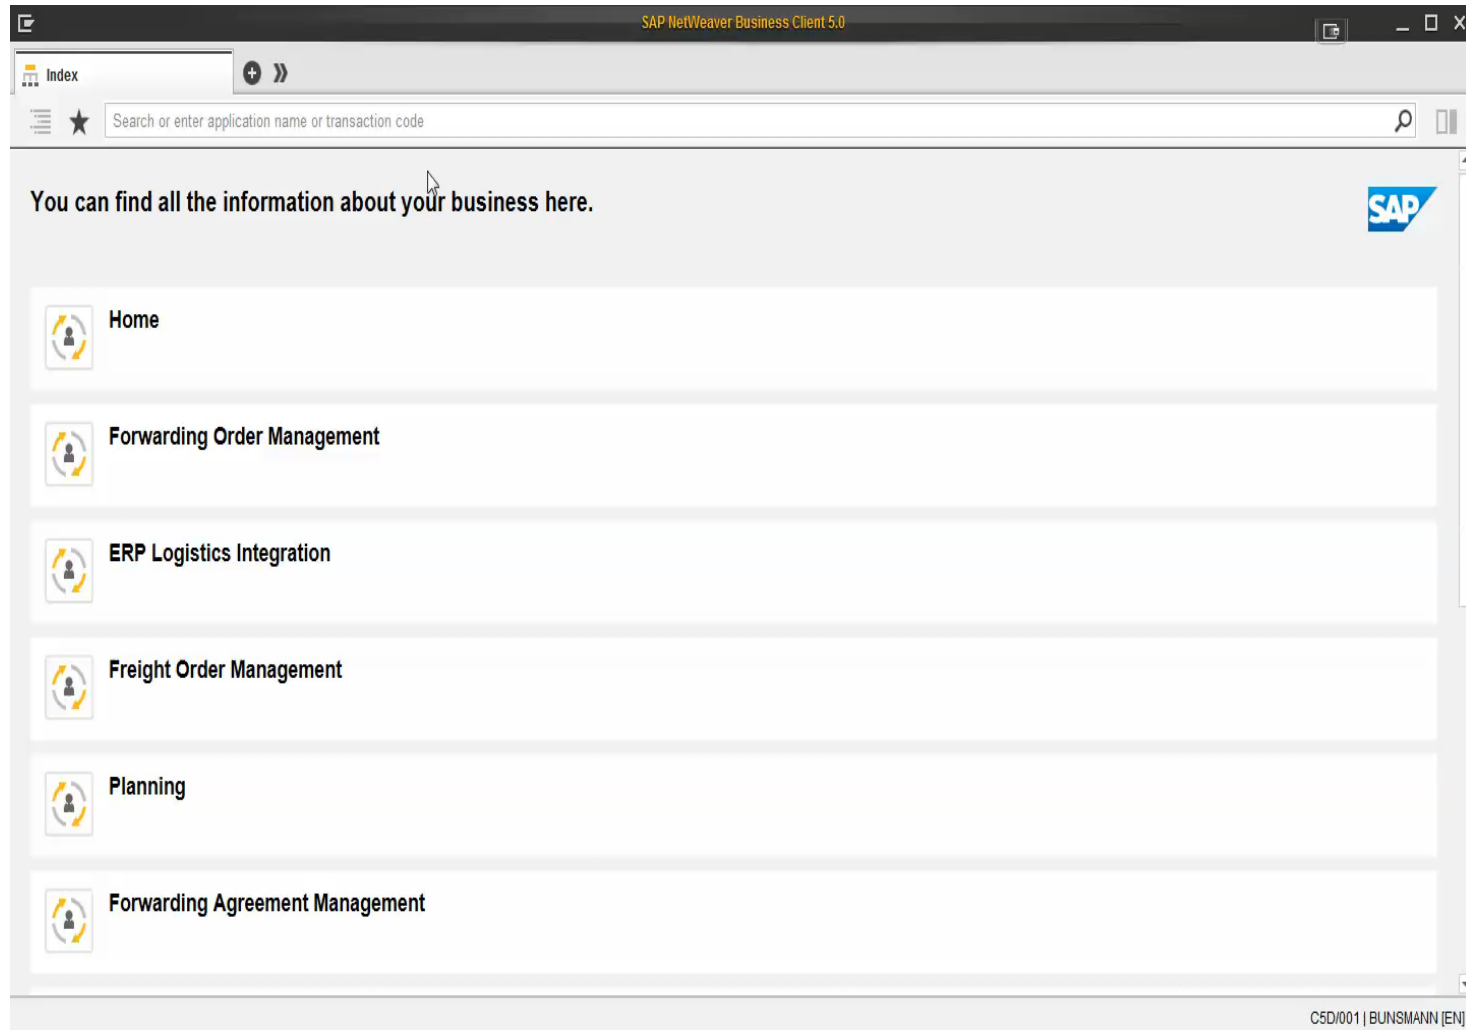 SAP NetWeaver Business Client 5.0
Index
Search or enter application name or transaction code
You can find all the information about your business here.
SAP
Home
Forwarding Order Management
ERP Logistics Integration
Freight Order Management
Planning
Forwarding Agreement Management
C5D/001 | BUNSMANN [EN]